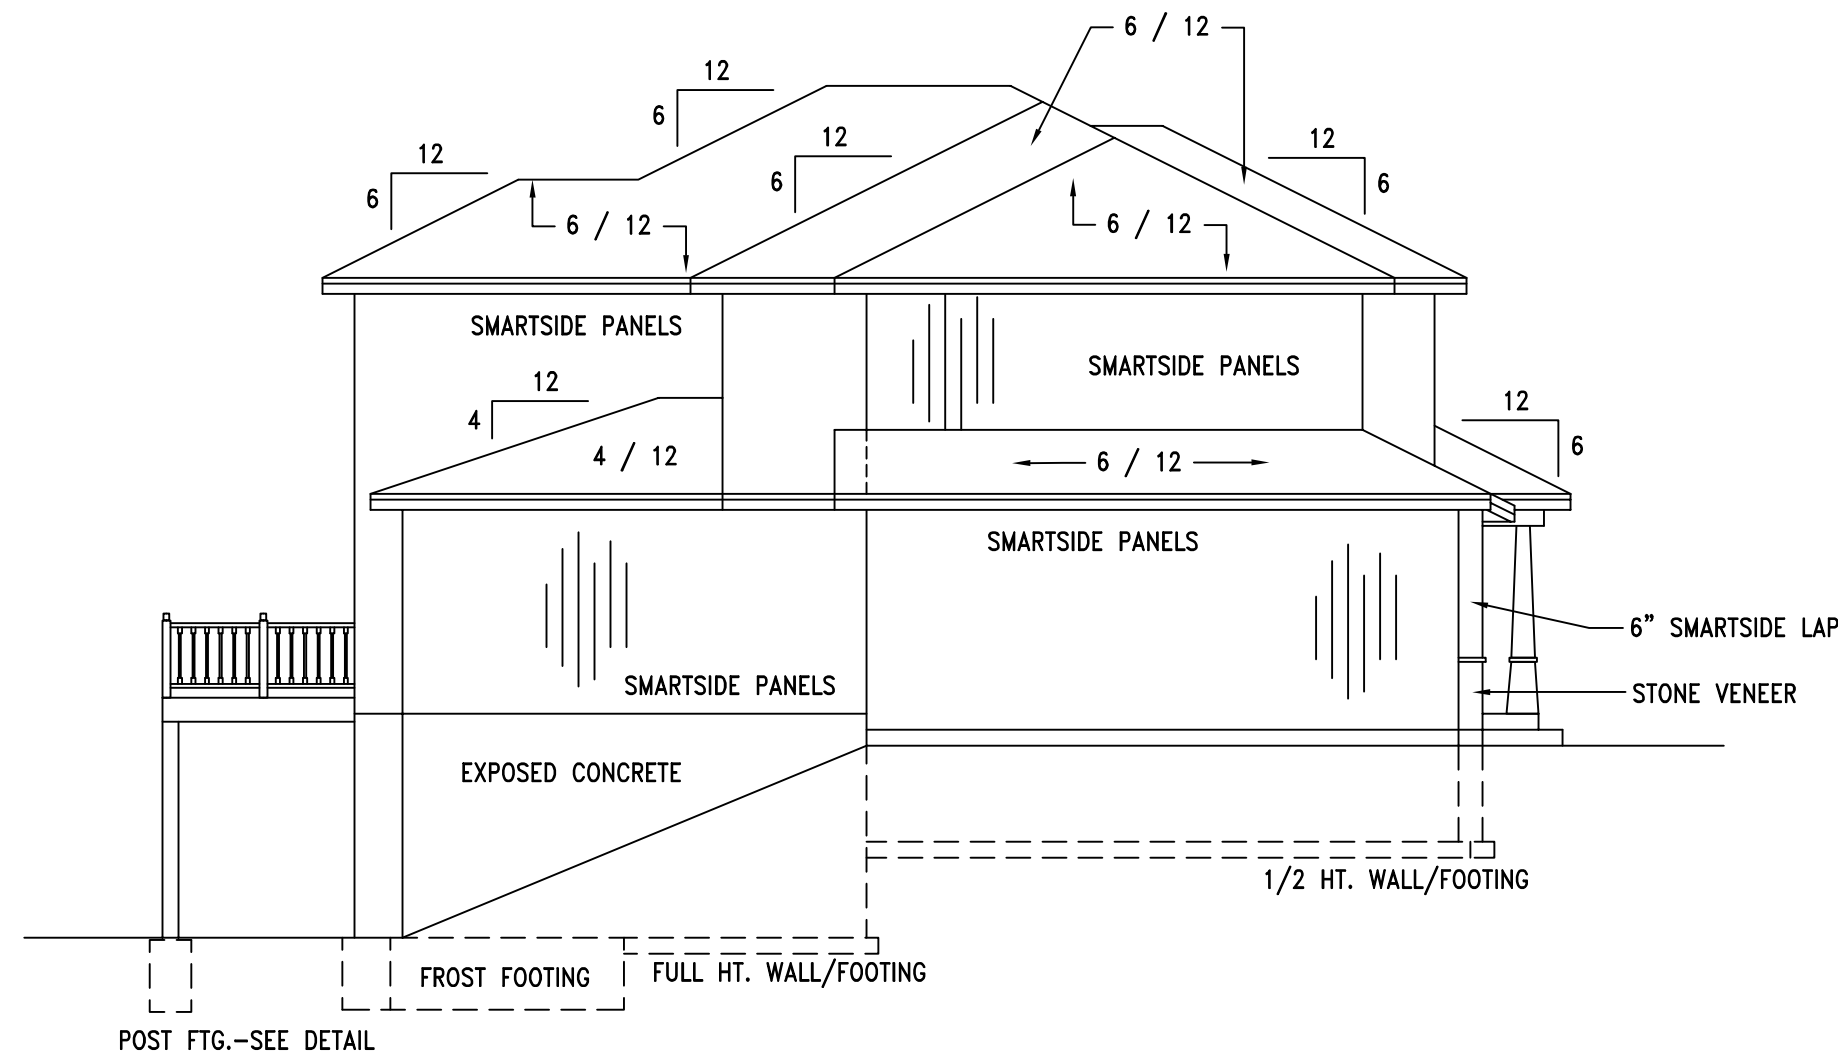 6 / 12
12
6
12
6
12
6
12
6
12
6
6 / 12
6 / 12
SMARTSIDE PANELS
SMARTSIDE PANELS
12
4
12
6
4 / 12
6 / 12
SMARTSIDE PANELS
6” SMARTSIDE LAP
SMARTSIDE PANELS
STONE VENEER
EXPOSED CONCRETE
1/2 HT. WALL/FOOTING
FROST FOOTING
FULL HT. WALL/FOOTING
POST FTG.-SEE DETAIL